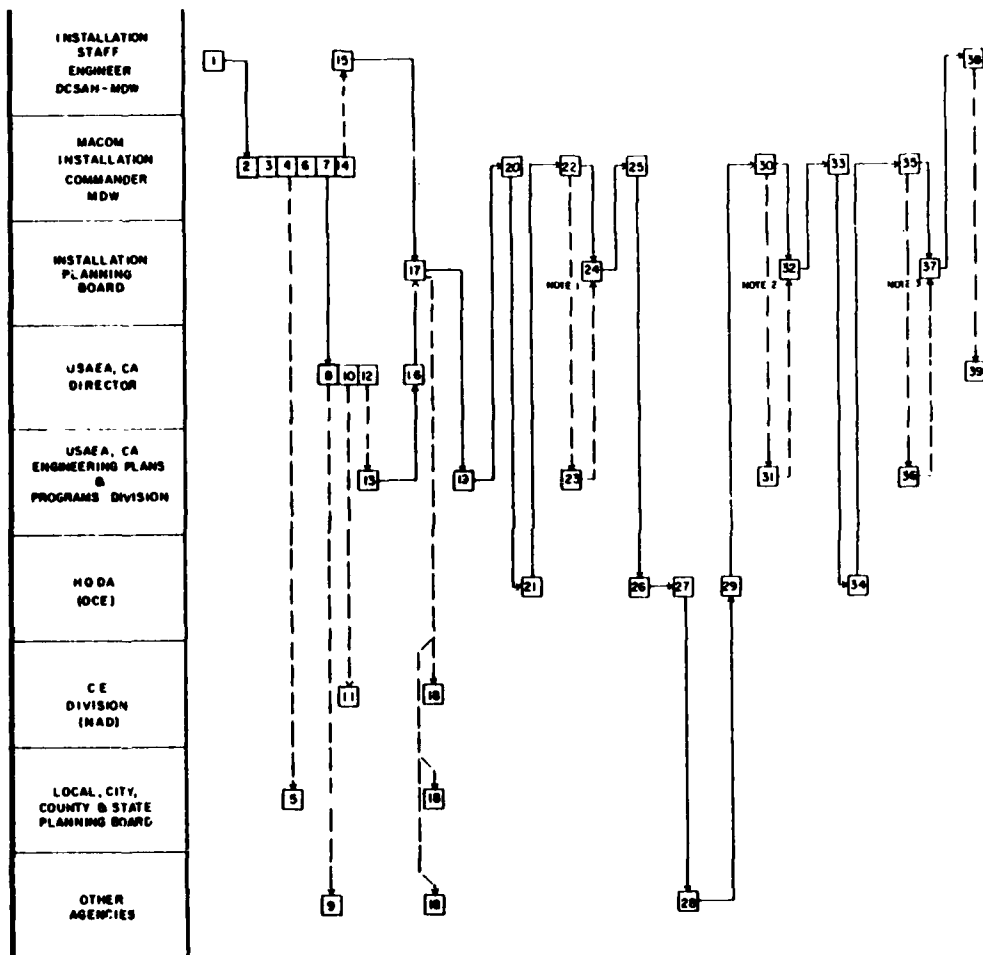 INSTALLATION
STAFF
ENGINEER
DCSAH-MDW
1
15
38
MACOM
INSTALLATION
COMMANDER
MDW
2 3 4 6 7 14
20
22
25
30
33
35
INSTALLATION
PLANNING
BOARD
17
24
32
37
NOTE 1
NOTE 2
NOTE 3
USAEA, CA
DIRECTOR
8 10 12
16
39
USAEA, CA
ENGINEERING PLANS
&
PROGRAMS DIVISION
13
19
23
31
36
HQDA
(OCE)
21
26
27
29
34
CE
DIVISION
(NAD)
11
18
LOCAL, CITY,
COUNTY & STATE
PLANNING BOARD
5
18
OTHER
AGENCIES
9
18
28